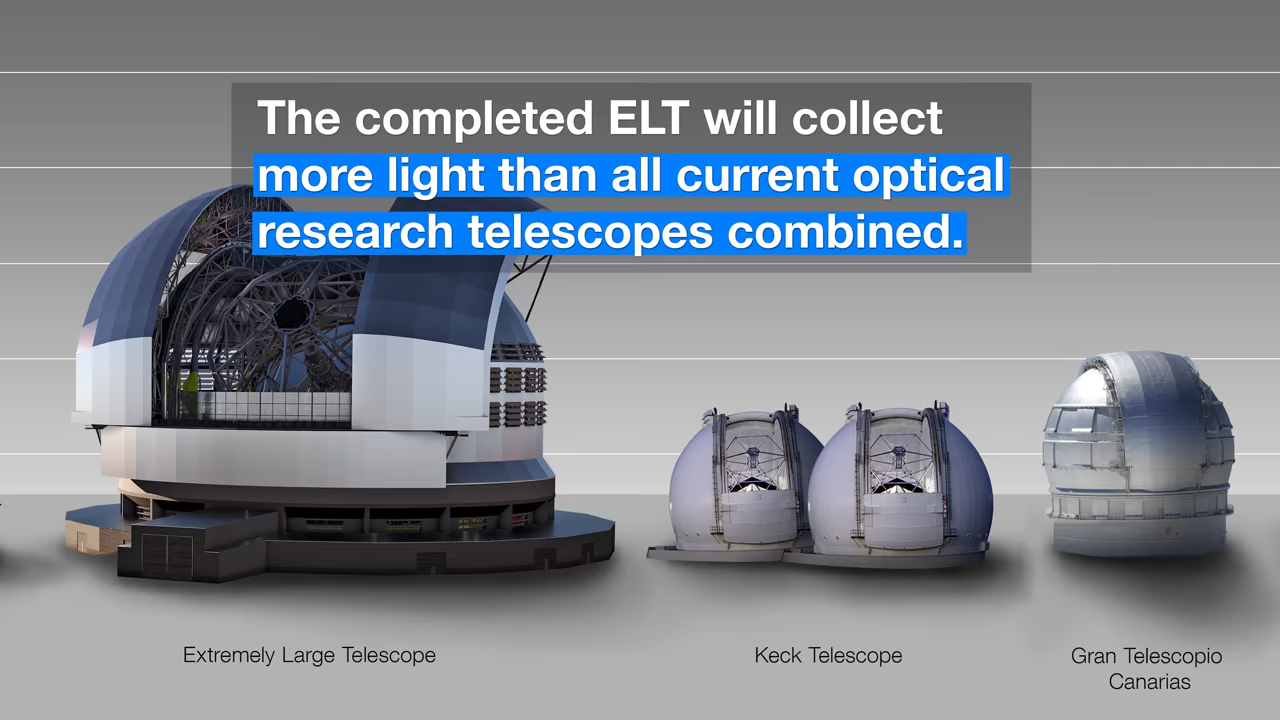 The completed ELT will collect
more light than all current optical
research telescopes combined.
Extremely Large Telescope
Keck Telescope
Gran Telescopio
Canarias